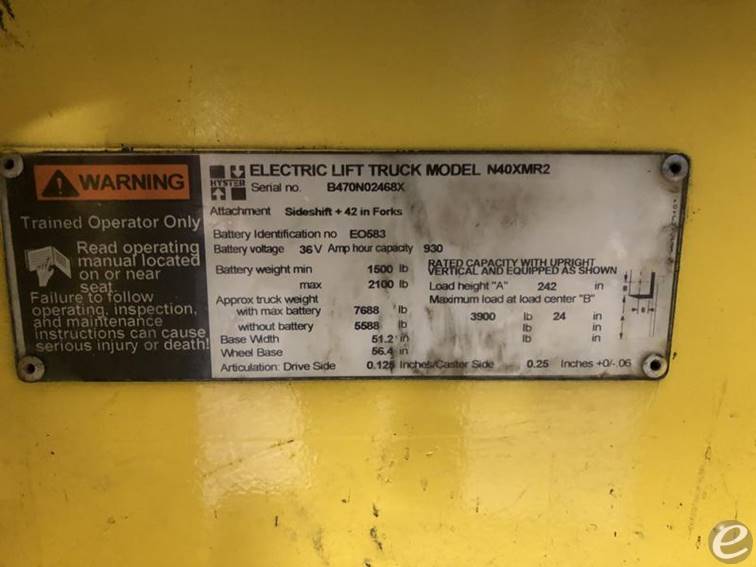 WARNING
Trained Operator Only
Read operating
manual located
on or near
seat.
Failure to follow
operating, inspection,
and maintenance
instructions can cause
serious injury or death!
HYSTER
ELECTRIC LIFT TRUCK MODEL N40XMR2
Serial no. B470N02468X
Attachment Sideshift + 42 in Forks
Battery Identification no EO583
Battery voltage 36 V Amp hour capacity 930
Battery weight min 1500 lb
max 2100 lb
Approx truck weight
with max battery 7688 lb
without battery 5588 lb
Base Width 51.2 in
Wheel Base 56.4 in
Articulation: Drive Side 0.125 Inches/Caster Side 0.25 Inches +0/-.06
RATED CAPACITY WITH UPRIGHT
VERTICAL AND EQUIPPED AS SHOWN
Load height "A" 242 in
Maximum load at load center "B"
3900 lb 24 in
lb in
lb in
e